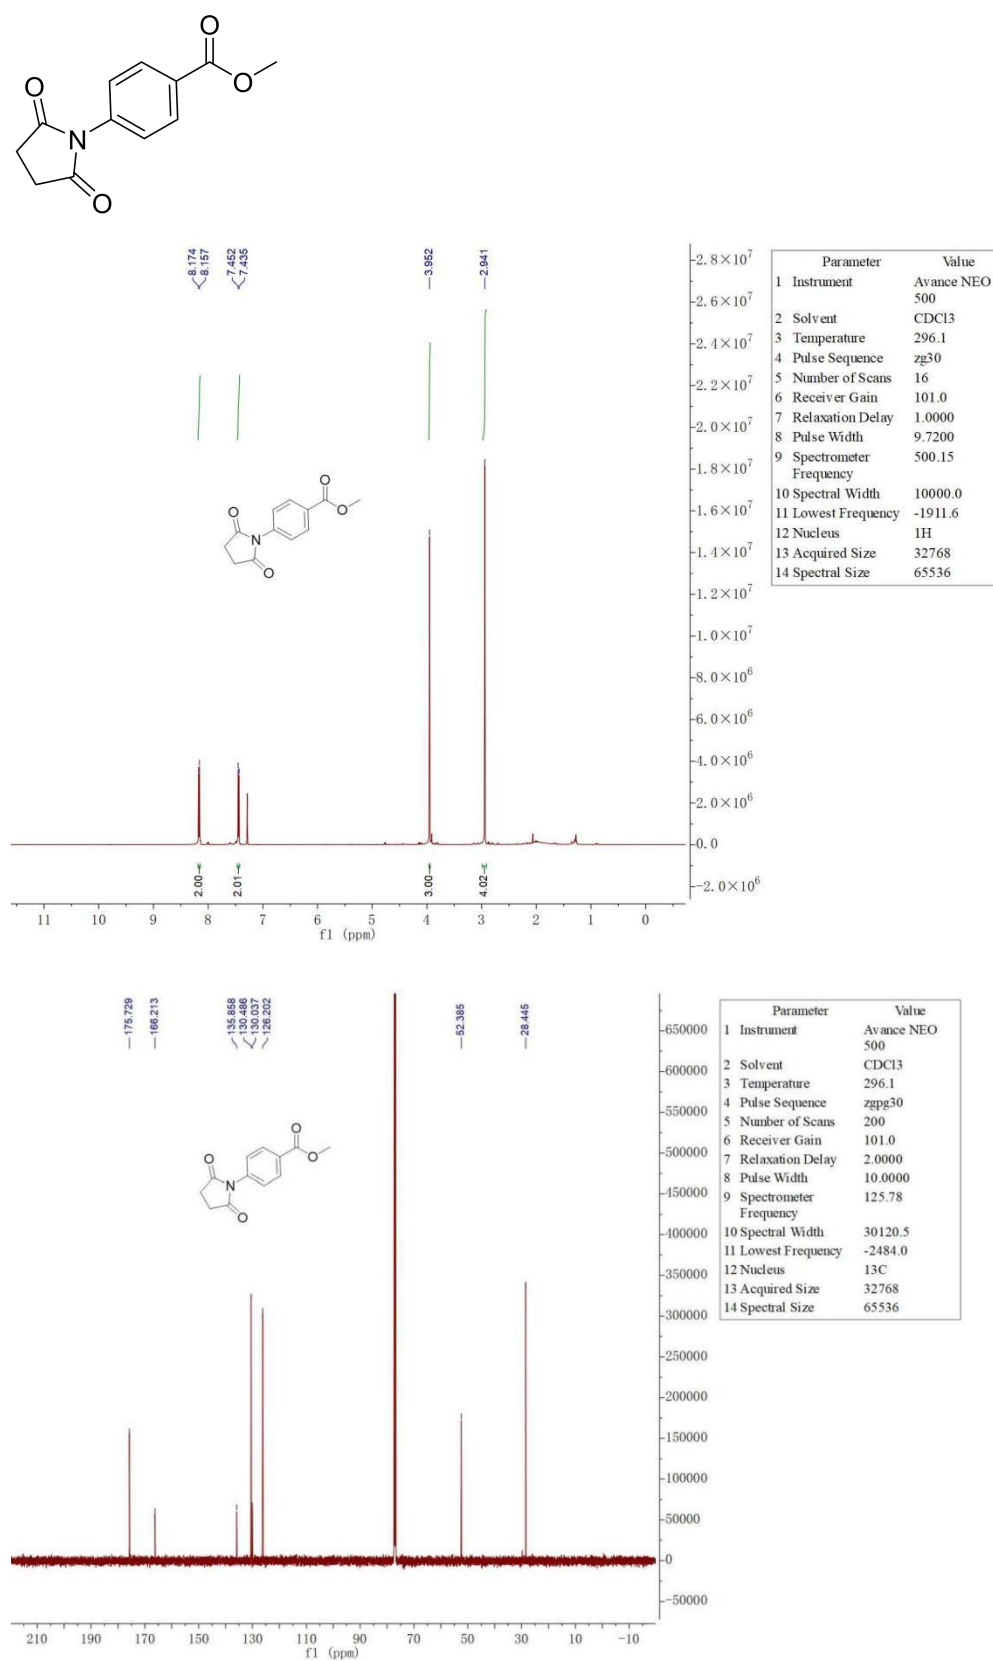 O
O
O
N
O
8.174
8.157
7.452
7.435
3.952
2.941
2.8×10⁷
2.6×10⁷
2.4×10⁷
2.2×10⁷
2.0×10⁷
1.8×10⁷
1.6×10⁷
1.4×10⁷
1.2×10⁷
1.0×10⁷
8.0×10⁶
6.0×10⁶
4.0×10⁶
2.0×10⁶
0.0
-2.0×10⁶
O
O
O
N
O
2.00
2.01
3.00
4.02
11 10 9 8 7 6 5 4 3 2 1 0
f1 (ppm)
Parameter Value
1 Instrument Avance NEO
500
2 Solvent CDCl3
3 Temperature 296.1
4 Pulse Sequence zg30
5 Number of Scans 16
6 Receiver Gain 101.0
7 Relaxation Delay 1.0000
8 Pulse Width 9.7200
9 Spectrometer 500.15
Frequency
10 Spectral Width 10000.0
11 Lowest Frequency -1911.6
12 Nucleus 1H
13 Acquired Size 32768
14 Spectral Size 65536
175.729
166.213
135.858
130.486
130.037
126.202
52.385
28.445
650000
600000
550000
500000
450000
400000
350000
300000
250000
200000
150000
100000
50000
0
-50000
O
O
O
N
O
210 190 170 150 130 110 90 70 50 30 10 -10
f1 (ppm)
Parameter Value
1 Instrument Avance NEO
500
2 Solvent CDCl3
3 Temperature 296.1
4 Pulse Sequence zgpg30
5 Number of Scans 200
6 Receiver Gain 101.0
7 Relaxation Delay 2.0000
8 Pulse Width 10.0000
9 Spectrometer 125.78
Frequency
10 Spectral Width 30120.5
11 Lowest Frequency -2484.0
12 Nucleus 13C
13 Acquired Size 32768
14 Spectral Size 65536